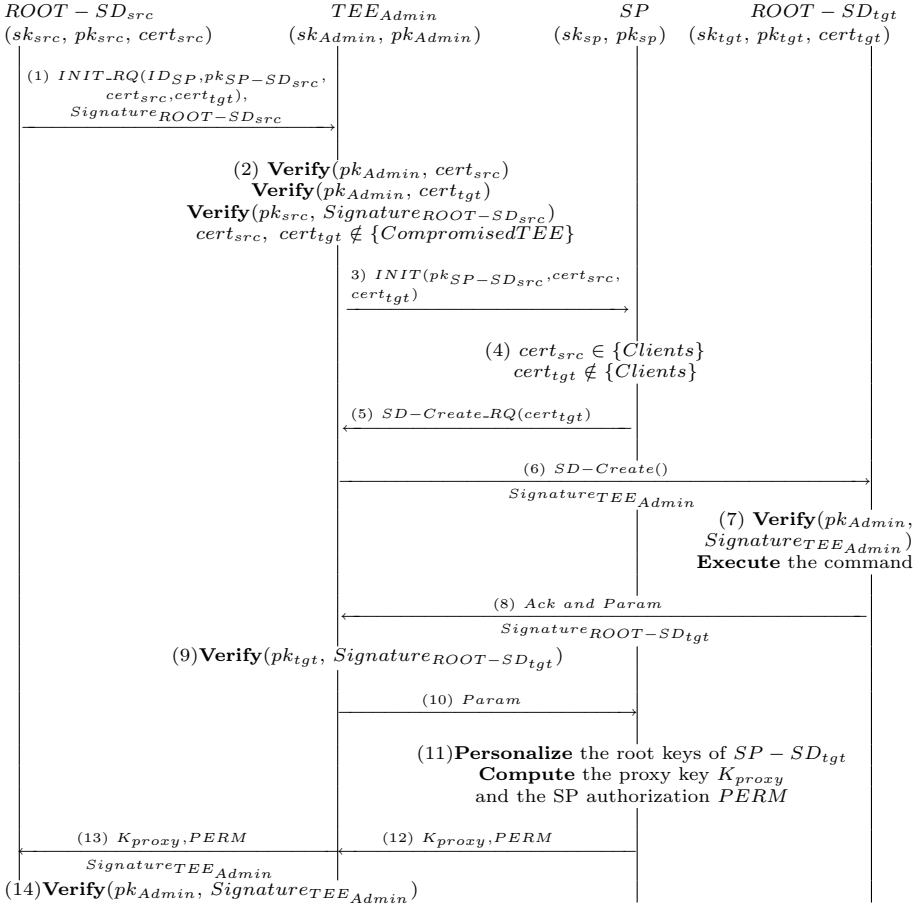 ROOT − SD_src TEE_Admin SP ROOT − SD_tgt
(sk_src, pk_src, cert_src) (sk_Admin, pk_Admin) (sk_sp, pk_sp) (sk_tgt, pk_tgt, cert_tgt)
(1) INIT_RQ(ID_SP,pk_SP−SD_src,
cert_src,cert_tgt),
Signature_ROOT−SD_src
(2) Verify(pk_Admin, cert_src)
Verify(pk_Admin, cert_tgt)
Verify(pk_src, Signature_ROOT−SD_src)
cert_src, cert_tgt ∉ {CompromisedTEE}
3) INIT(pk_SP−SD_src,cert_src,
cert_tgt)
(4) cert_src ∈ {Clients}
cert_tgt ∉ {Clients}
(5) SD−Create_RQ(cert_tgt)
(6) SD−Create()
Signature_TEE_Admin
(7) Verify(pk_Admin,
Signature_TEE_Admin)
Execute the command
(8) Ack and Param
Signature_ROOT−SD_tgt
(9)Verify(pk_tgt, Signature_ROOT−SD_tgt)
(10) Param
(11)Personalize the root keys of SP − SD_tgt
Compute the proxy key K_proxy
and the SP authorization PERM
(13) K_proxy,PERM (12) K_proxy,PERM
Signature_TEE_Admin
(14)Verify(pk_Admin, Signature_TEE_Admin)